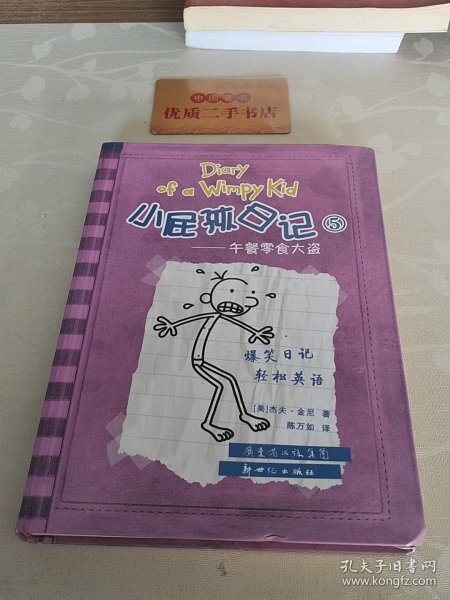 中国书店
优质二手书店
Diary
of a Wimpy Kid
小屁孩日记⑤
——午餐零食大盗
爆笑日记
轻松英语
[美]杰夫·金尼 著
陈万如 译
广东省出版集团
新世纪出版社
孔夫子旧书网
www.kongfz.com